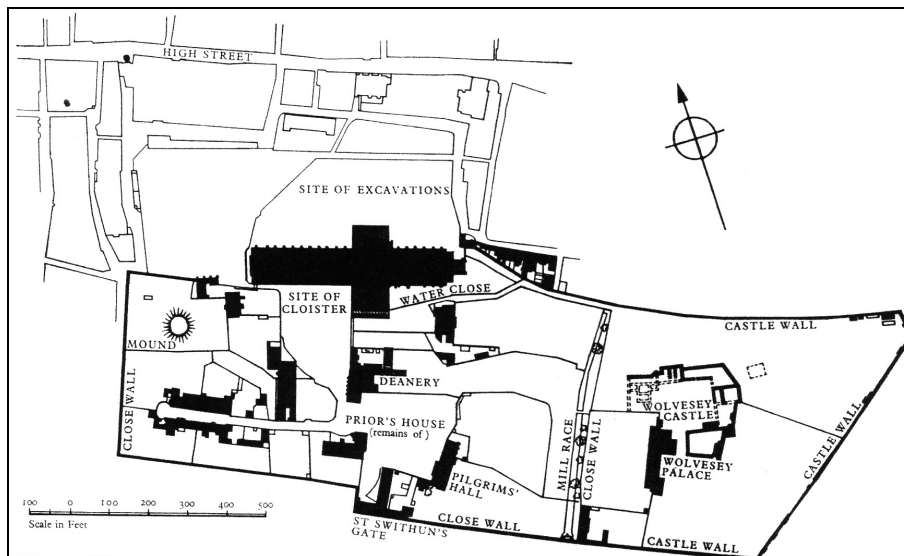 HIGH STREET
SITE OF EXCAVATIONS
WATER CLOSE
SITE OF
CLOISTER
CASTLE WALL
MOUND
DEANERY
CLOSE WALL
PRIOR'S HOUSE
(remains of)
WOLVESEY
CASTLE
CASTLE WALL
MILL RACE
CLOSE WALL
WOLVESEY
PALACE
PILGRIMS'
HALL
100 0 100 200 300 400 500
Scale in Feet
ST SWITHUN'S
GATE
CLOSE WALL
CASTLE WALL